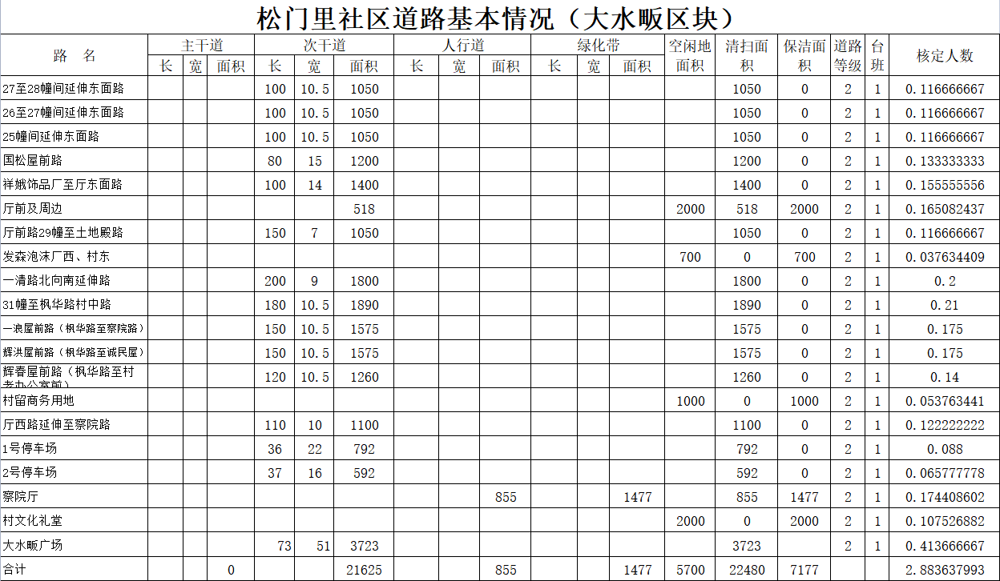 松门里社区道路基本情况（大水畈区块）
路 名 主干道 次干道 人行道 绿化带 空闲地面积 清扫面积 保洁面积 道路等级 台班 核定人数
长 宽 面积 长 宽 面积 长 宽 面积 长 宽 面积
27至28幢间延伸东面路 100 10.5 1050 1050 0 2 1 0.116666667
26至27幢间延伸东面路 100 10.5 1050 1050 0 2 1 0.116666667
25幢间延伸东面路 100 10.5 1050 1050 0 2 1 0.116666667
国松屋前路 80 15 1200 1200 0 2 1 0.133333333
祥娥饰品厂至厅东面路 100 14 1400 1400 0 2 1 0.155555556
厅前及周边 518 2000 518 2000 2 1 0.165082437
厅前路29幢至土地殿路 150 7 1050 1050 0 2 1 0.116666667
发森泡沫厂西、村东 700 0 700 2 1 0.037634409
一清路北向南延伸路 200 9 1800 1800 0 2 1 0.2
31幢至枫华路村中路 180 10.5 1890 1890 0 2 1 0.21
一浪屋前路（枫华路至察院路） 150 10.5 1575 1575 0 2 1 0.175
辉洪屋前路（枫华路至诚民屋） 150 10.5 1575 1575 0 2 1 0.175
辉春屋前路（枫华路至村老办公室前） 120 10.5 1260 1260 0 2 1 0.14
村留商务用地 1000 0 1000 2 1 0.053763441
厅西路延伸至察院路 110 10 1100 1100 0 2 1 0.122222222
1号停车场 36 22 792 792 0 2 1 0.088
2号停车场 37 16 592 592 0 2 1 0.065777778
察院厅 855 1477 855 1477 2 1 0.174408602
村文化礼堂 2000 0 2000 2 1 0.107526882
大水畈广场 73 51 3723 3723 2 1 0.413666667
合计 0 21625 855 1477 5700 22480 7177 2.883637993